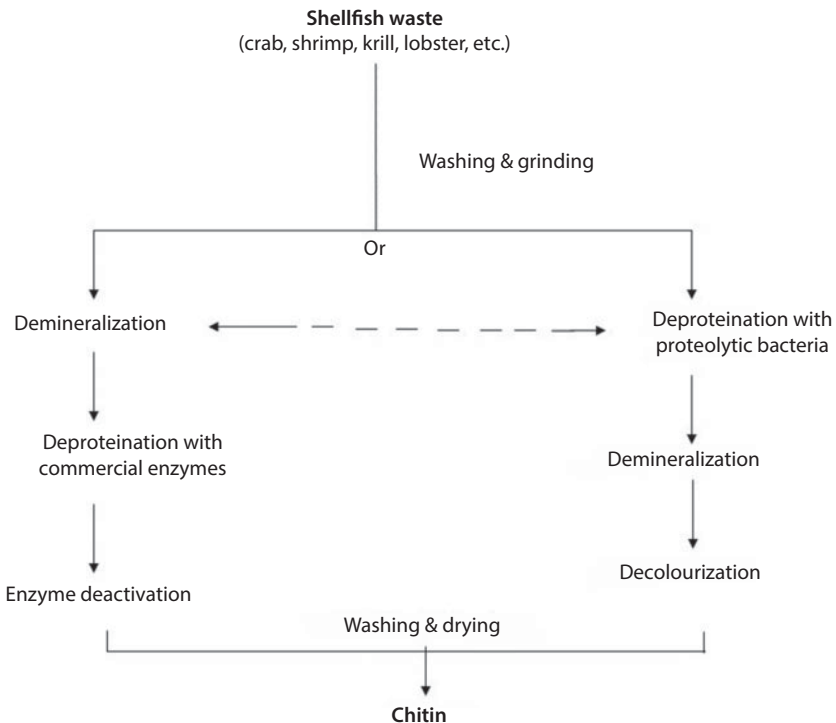 Shellfish waste
(crab, shrimp, krill, lobster, etc.)
Washing & grinding
Or
Demineralization
Deproteination with
proteolytic bacteria
Deproteination with
commercial enzymes
Demineralization
Enzyme deactivation
Decolourization
Washing & drying
Chitin